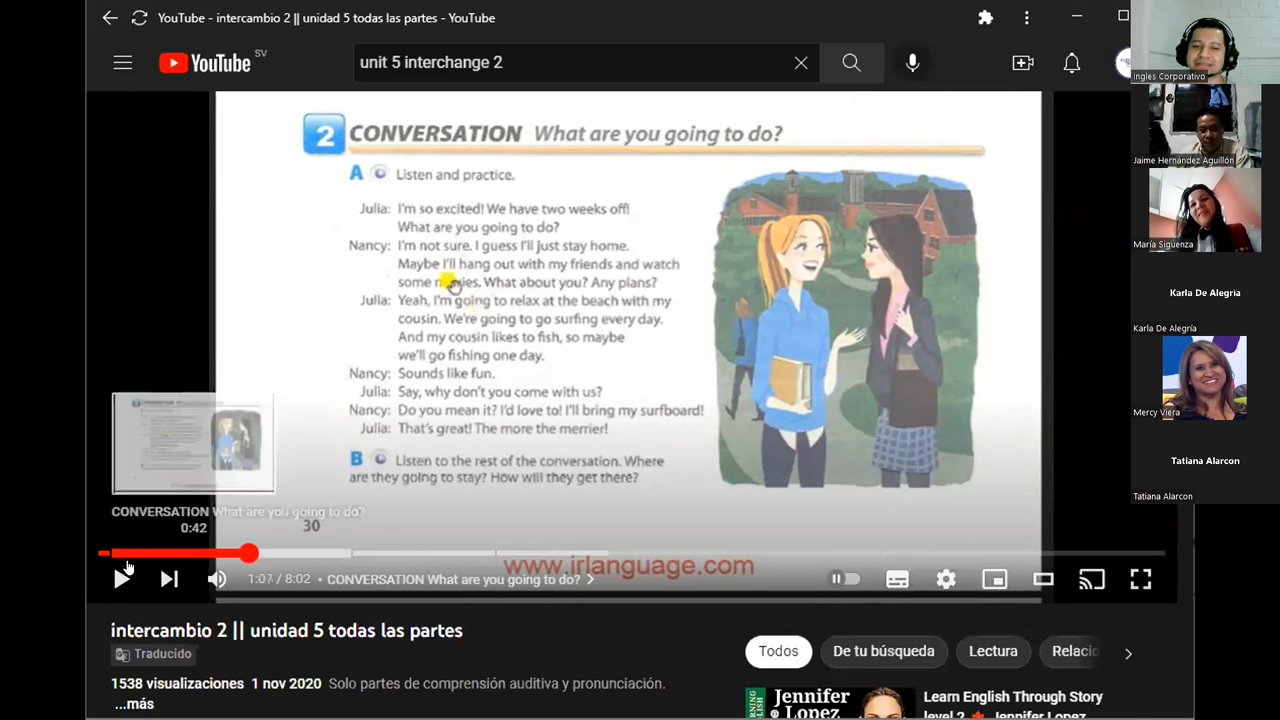 YouTube - intercambio 2 || unidad 5 todas las partes - YouTube
YouTube SV
unit 5 interchange 2
2 CONVERSATION What are you going to do?
A Listen and practice.
Julia: I'm so excited! We have two weeks off!
What are you going to do?
Nancy: I'm not sure. I guess I'll just stay home.
Maybe I'll hang out with my friends and watch
some movies. What about you? Any plans?
Julia: Yeah, I'm going to relax at the beach with my
cousin. We're going to go surfing every day.
And my cousin likes to fish, so maybe
we'll go fishing one day.
Nancy: Sounds like fun.
Julia: Say, why don't you come with us?
Nancy: Do you mean it? I'd love to! I'll bring my surfboard!
Julia: That's great! The more the merrier!
B Listen to the rest of the conversation. Where
are they going to stay? How will they get there?
CONVERSATION What are you going to do?
0:42
30
www.irlanguage.com
1:07 / 8:02 • CONVERSATION What are you going to do?
intercambio 2 || unidad 5 todas las partes
Traducido
1538 visualizaciones 1 nov 2020 Solo partes de comprensión auditiva y pronunciación.
...más
Todos
De tu búsqueda
Lectura
Relacio
Jennifer
Lopez
Learn English Through Story
level 2 Jennifer Lopez
Ingles Corporativo
Jaime Hernández Aguillón
María Sigüenza
Karla De Alegria
Karla De Alegría
Mercy Viera
Tatiana Alarcon
Tatiana Alarcon